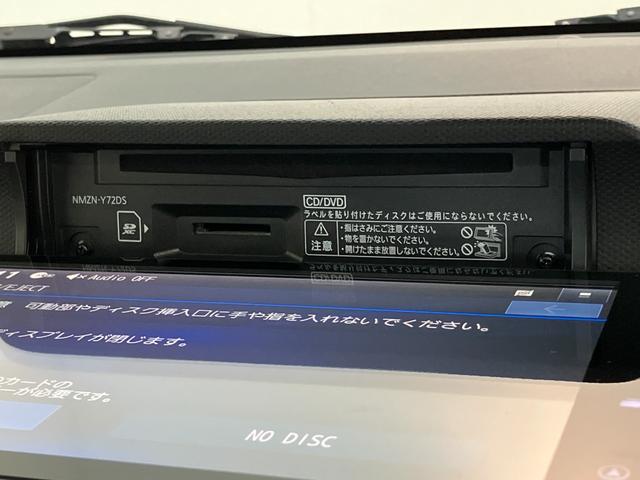 NMZN-Y72DS
CD/DVD
ラベルを貼り付けたディスクはご使用にならないでください。
注意
・指はさみにご注意ください。
・物を置かないでください。
・開けたまま放置しないでください。
Audio OFF
EJECT
可動部やディスク挿入口に手や指を入れないでください。
ディスプレイが閉じます。
カードの
が必要です。
NO DISC